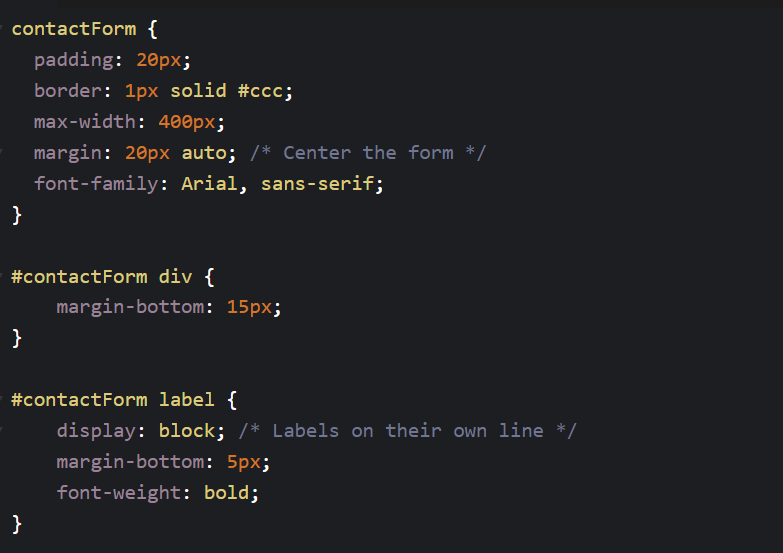 contactForm {
  padding: 20px;
  border: 1px solid #ccc;
  max-width: 400px;
  margin: 20px auto; /* Center the form */
  font-family: Arial, sans-serif;
}

#contactForm div {
    margin-bottom: 15px;
}

#contactForm label {
    display: block; /* Labels on their own line */
    margin-bottom: 5px;
    font-weight: bold;
}